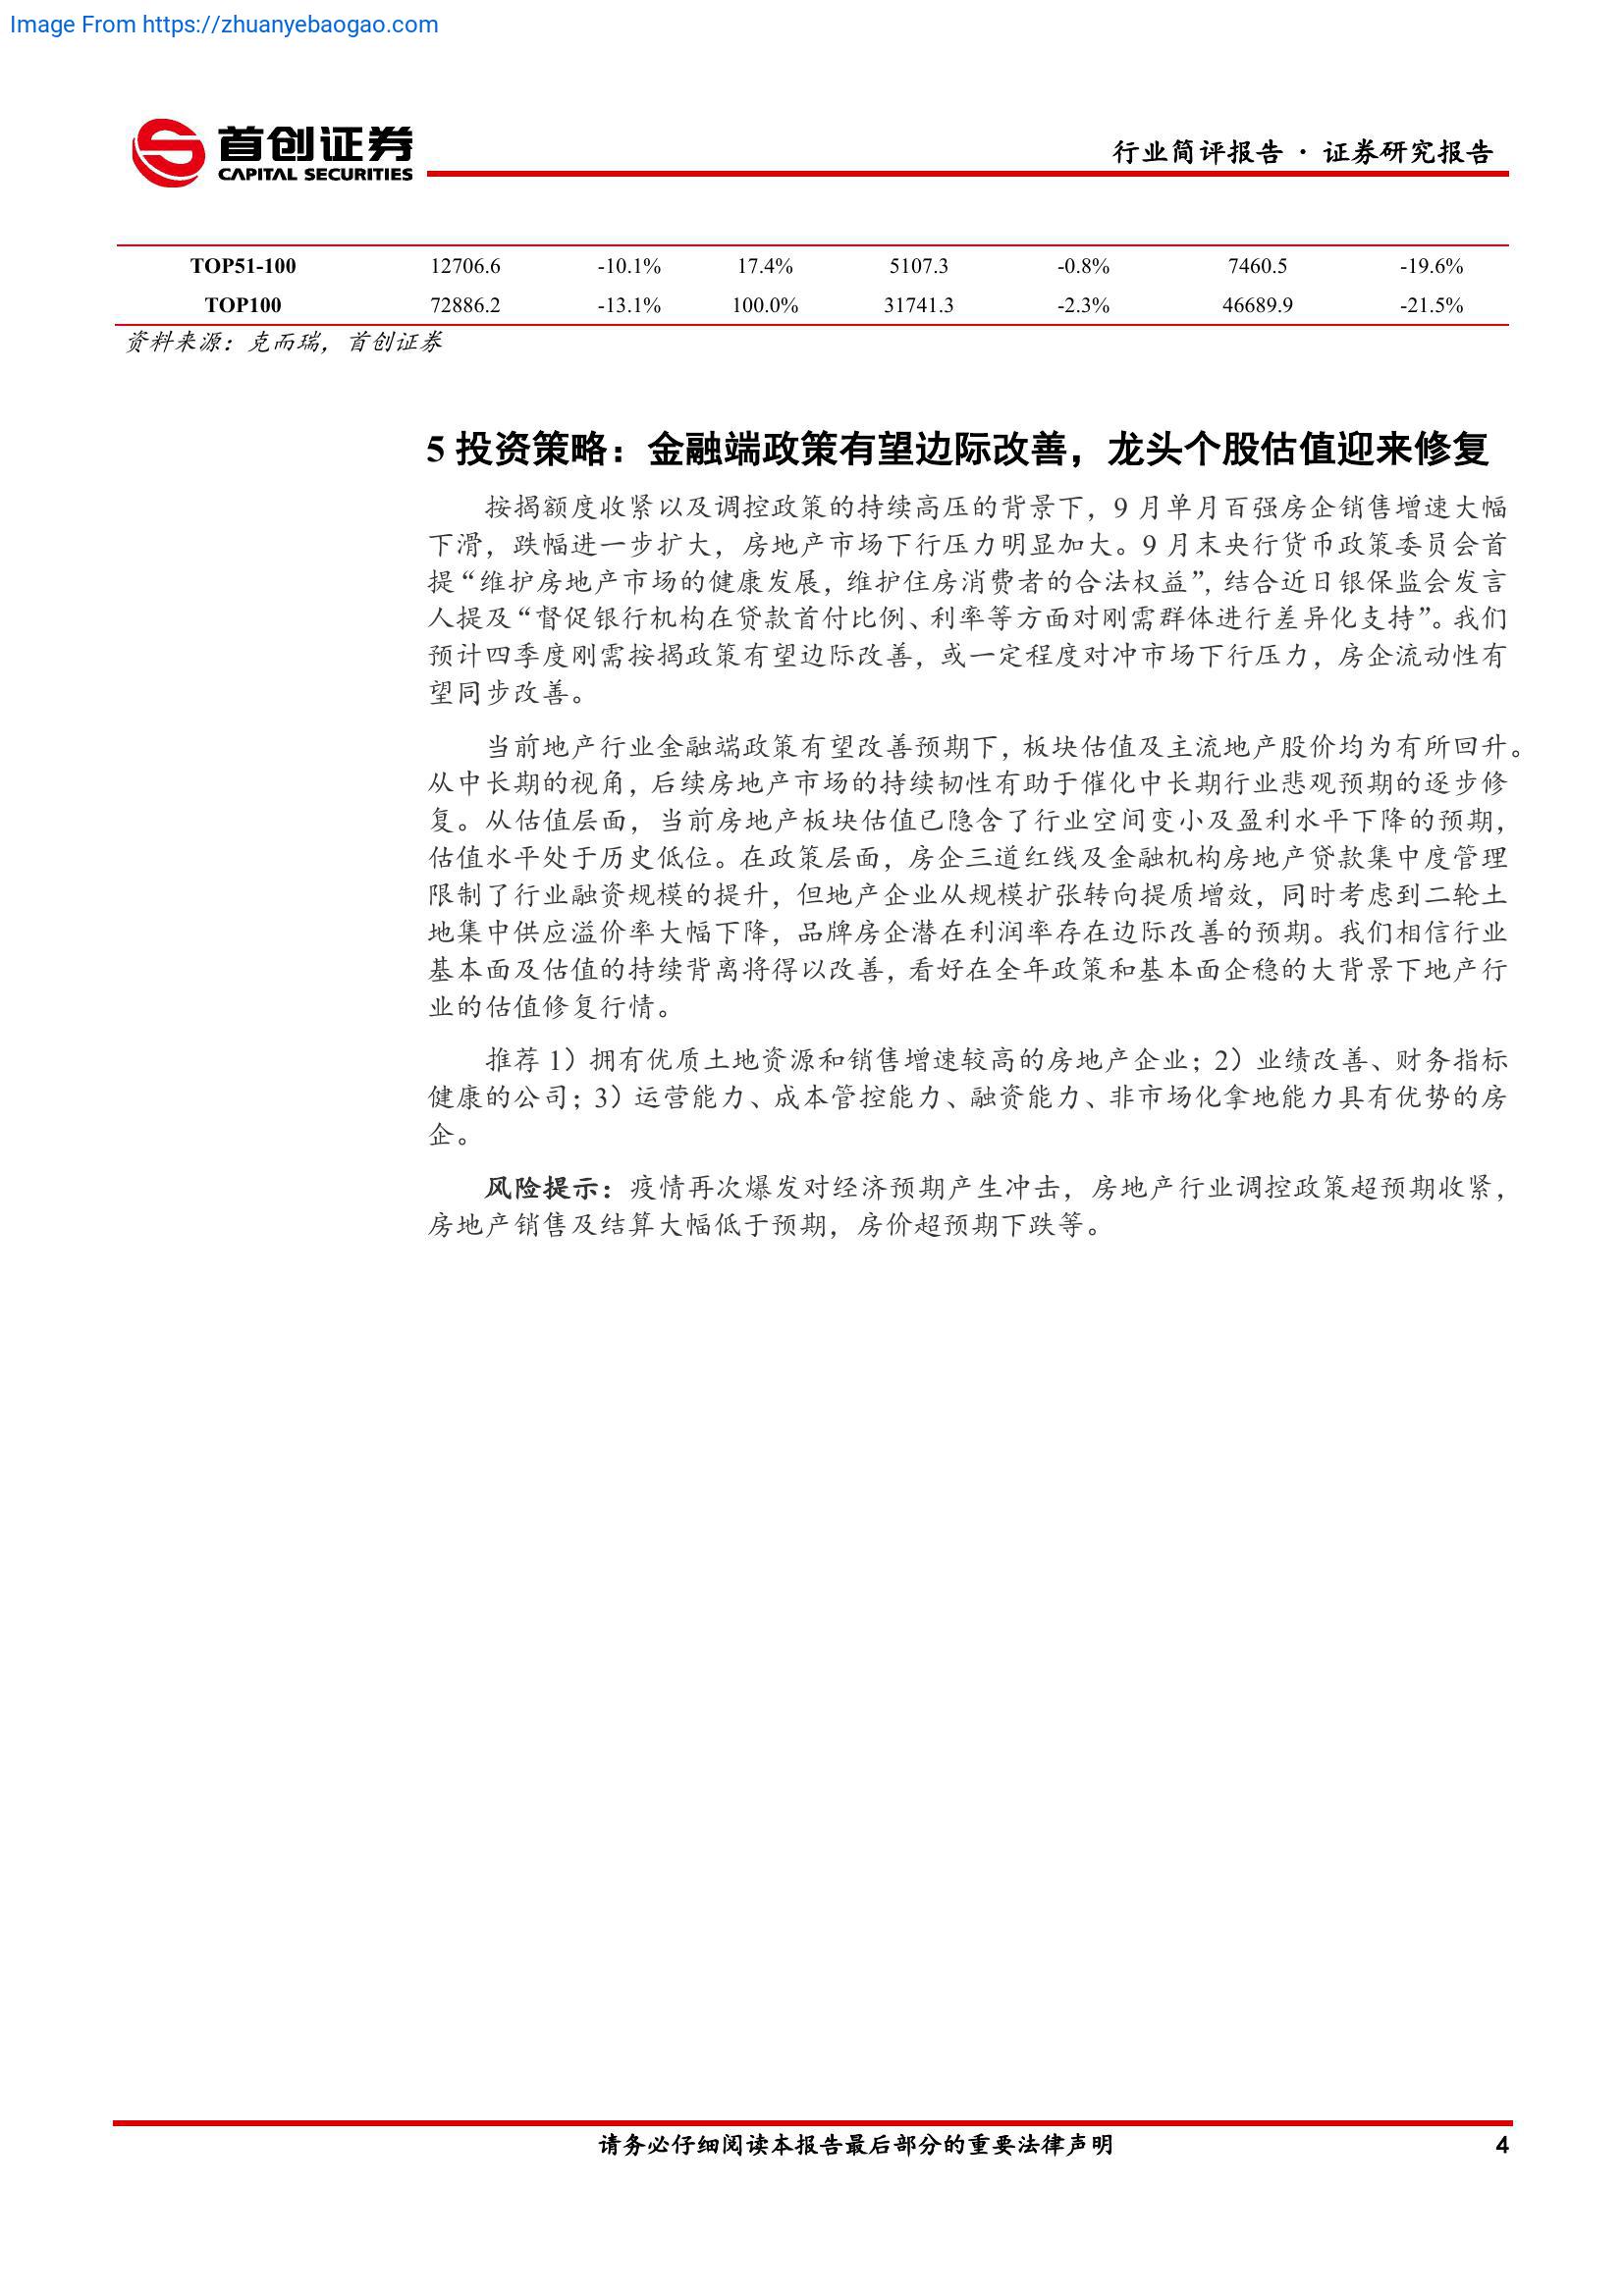 Image From https://zhuanyebaogao.com
首创证券
CAPITAL SECURITIES
行业简评报告 · 证券研究报告
TOP51-100 12706.6 -10.1% 17.4% 5107.3 -0.8% 7460.5 -19.6%
TOP100 72886.2 -13.1% 100.0% 31741.3 -2.3% 46689.9 -21.5%
资料来源：克而瑞，首创证券
5 投资策略：金融端政策有望边际改善，龙头个股估值迎来修复
按揭额度收紧以及调控政策的持续高压的背景下，9 月单月百强房企销售增速大幅
下滑，跌幅进一步扩大，房地产市场下行压力明显加大。9 月末央行货币政策委员会首
提“维护房地产市场的健康发展，维护住房消费者的合法权益”，结合近日银保监会发言
人提及“督促银行机构在贷款首付比例、利率等方面对刚需群体进行差异化支持”。我们
预计四季度刚需按揭政策有望边际改善，或一定程度对冲市场下行压力，房企流动性有
望同步改善。
当前地产行业金融端政策有望改善预期下，板块估值及主流地产股价均为有所回升。
从中长期的视角，后续房地产市场的持续韧性有助于催化中长期行业悲观预期的逐步修
复。从估值层面，当前房地产板块估值已隐含了行业空间变小及盈利水平下降的预期，
估值水平处于历史低位。在政策层面，房企三道红线及金融机构房地产贷款集中度管理
限制了行业融资规模的提升，但地产企业从规模扩张转向提质增效，同时考虑到二轮土
地集中供应溢价率大幅下降，品牌房企潜在利润率存在边际改善的预期。我们相信行业
基本面及估值的持续背离将得以改善，看好在全年政策和基本面企稳的大背景下地产行
业的估值修复行情。
推荐 1）拥有优质土地资源和销售增速较高的房地产企业；2）业绩改善、财务指标
健康的公司；3）运营能力、成本管控能力、融资能力、非市场化拿地能力具有优势的房
企。
风险提示：疫情再次爆发对经济预期产生冲击，房地产行业调控政策超预期收紧，
房地产销售及结算大幅低于预期，房价超预期下跌等。
请务必仔细阅读本报告最后部分的重要法律声明 4